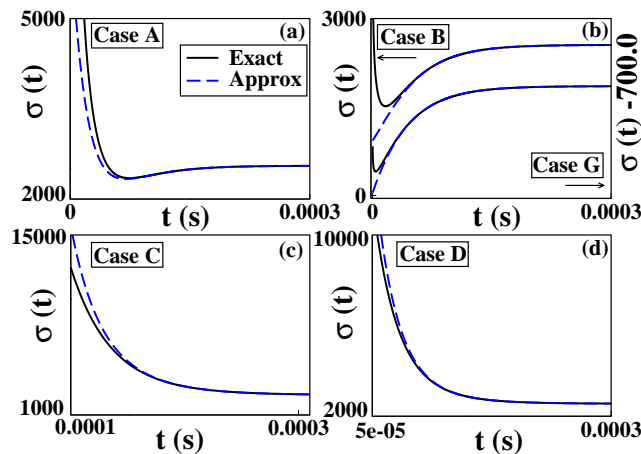 5000
(a)
Case A
Exact
Approx
σ (t)
2000
0
t (s)
0.0003
3000
(b)
Case B
σ (t)
Case G
0
0
t (s)
0.0003
σ (t) -700.0
15000
(c)
Case C
σ (t)
1000
0.0001
t (s)
0.0003
10000
(d)
Case D
σ (t)
2000
5e-05
t (s)
0.0003